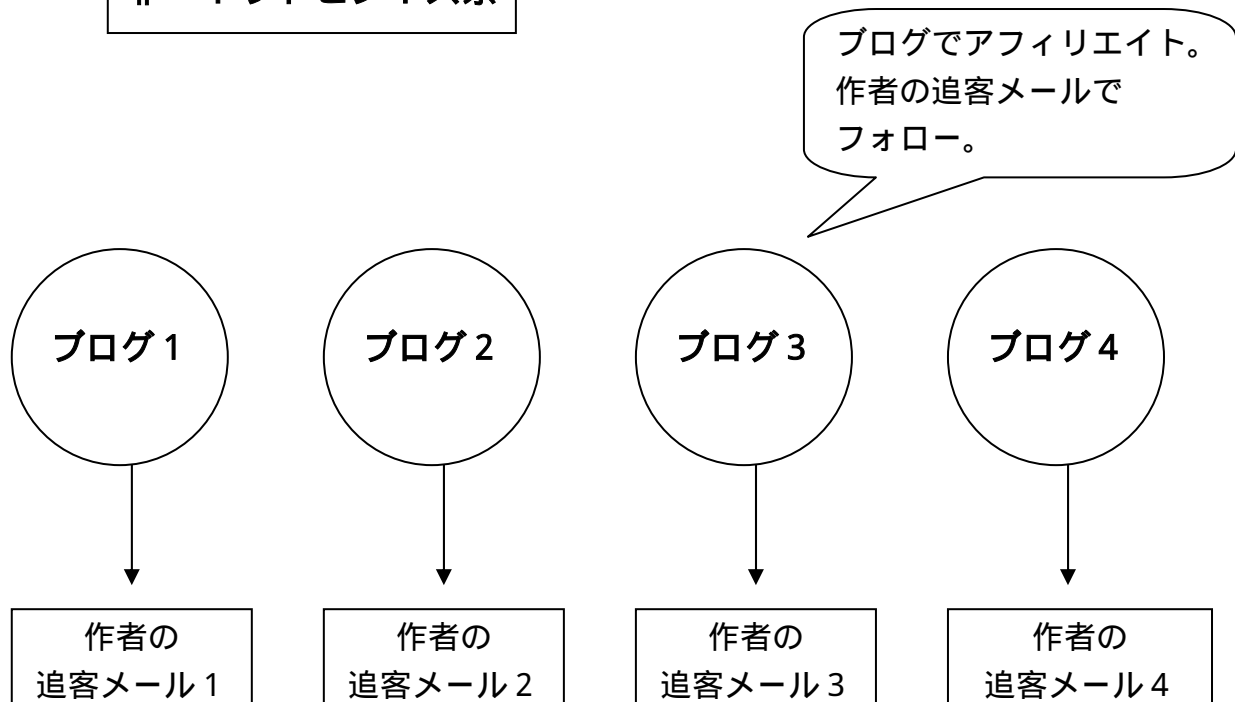 ブログでアフィリエイト。
作者の追客メールで
フォロー。
ブログ1
ブログ2
ブログ3
ブログ4
作者の
追客メール1
作者の
追客メール2
作者の
追客メール3
作者の
追客メール4